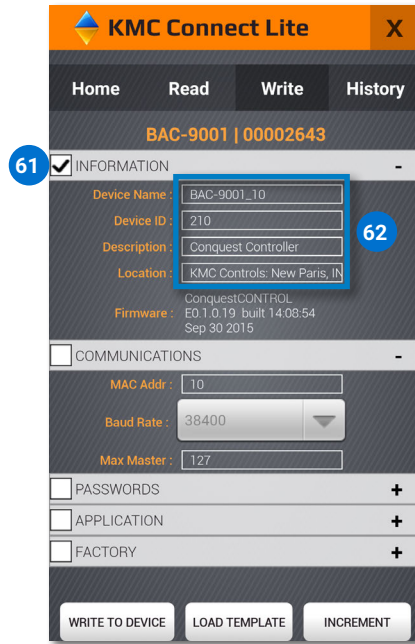 KMC Connect Lite X
Home Read Write History
BAC-9001 | 00002643
61 INFORMATION -
Device Name : BAC-9001_10
Device ID : 210
62
Description : Conquest Controller
Location : KMC Controls: New Paris, IN
ConquestCONTROL
Firmware : E0.1.0.19 built 14:08:54
Sep 30 2015
COMMUNICATIONS -
MAC Addr : 10
Baud Rate : 38400
Max Master : 127
PASSWORDS +
APPLICATION +
FACTORY +
WRITE TO DEVICE LOAD TEMPLATE INCREMENT